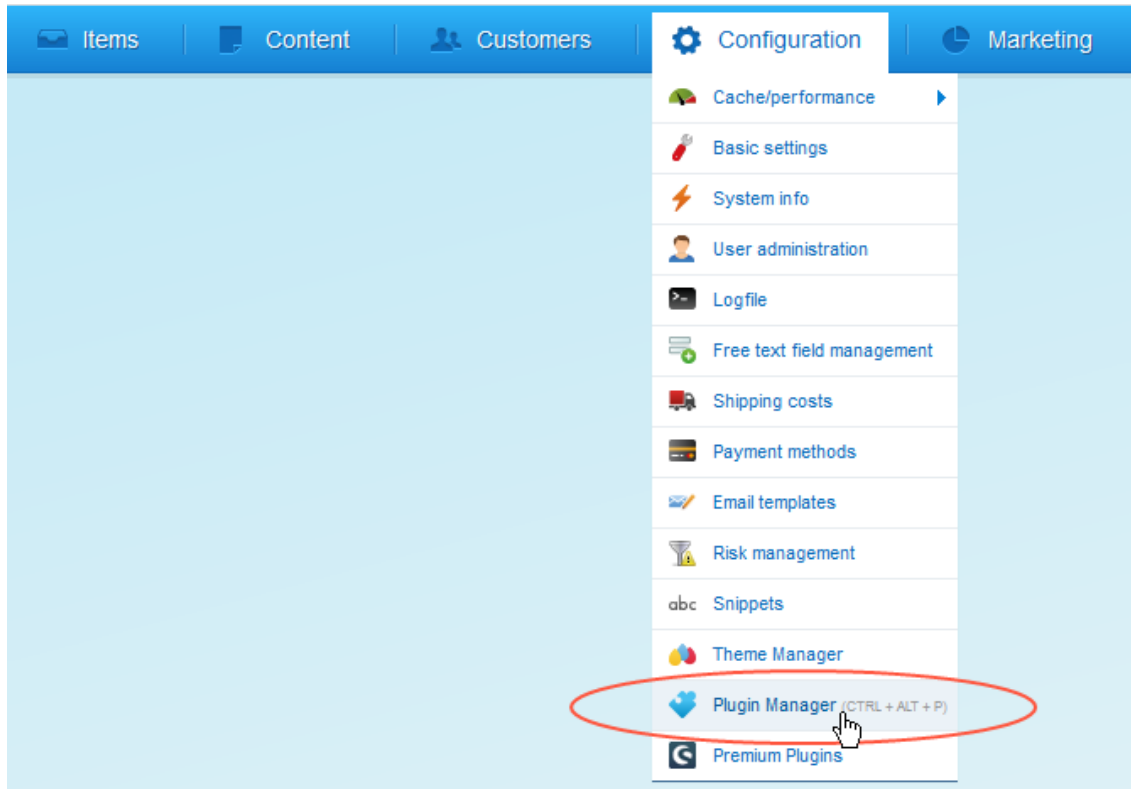 Items
Content
Customers
Configuration
Marketing
Cache/performance
Basic settings
System info
User administration
Logfile
Free text field management
Shipping costs
Payment methods
Email templates
Risk management
abc Snippets
Theme Manager
Plugin Manager (CTRL + ALT + P)
Premium Plugins